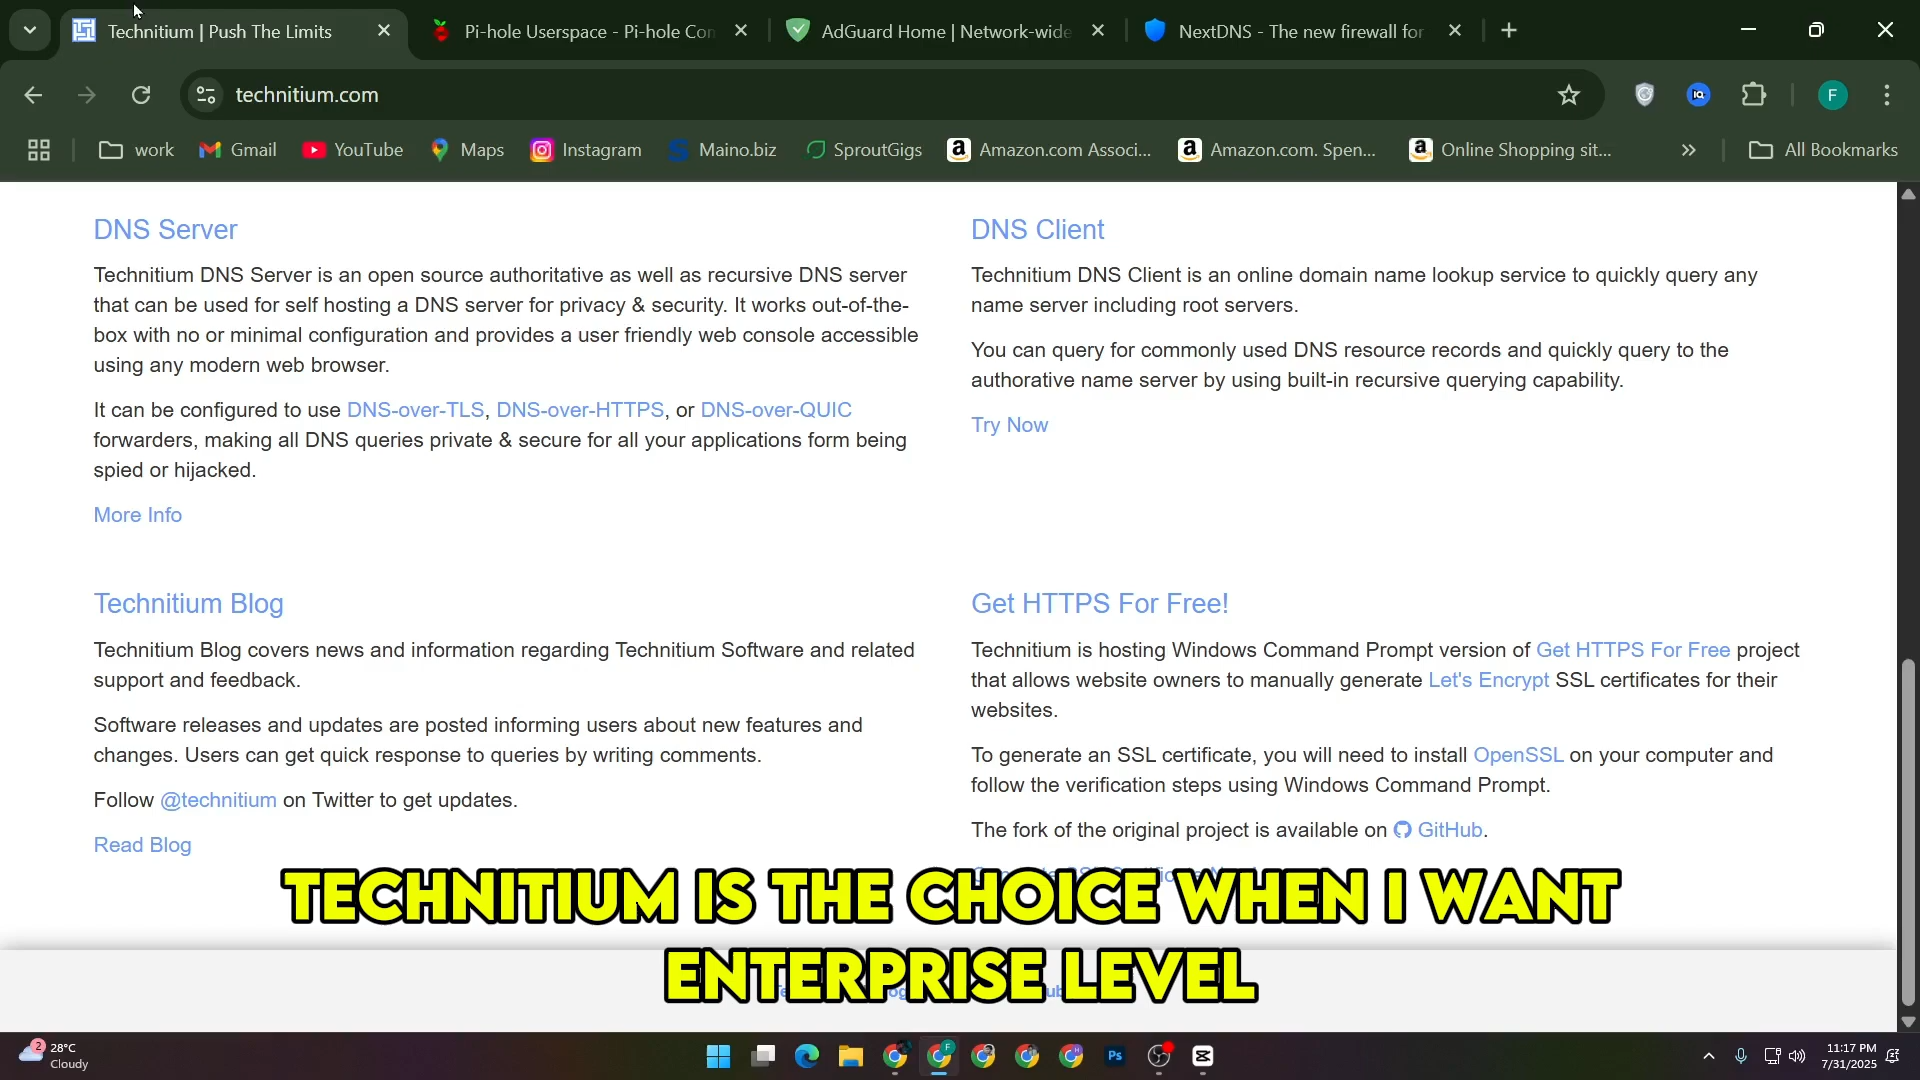 Technitium | Push The Limits
Pi-hole Userspace - Pi-hole Con
AdGuard Home | Network-wide
NextDNS - The new firewall for
technitium.com
F
work
Gmail
YouTube
Maps
Instagram
Maino.biz
SproutGigs
Amazon.com Associ...
Amazon.com. Spen...
Online Shopping sit...
All Bookmarks
DNS Server
Technitium DNS Server is an open source authoritative as well as recursive DNS server
that can be used for self hosting a DNS server for privacy & security. It works out-of-the-
box with no or minimal configuration and provides a user friendly web console accessible
using any modern web browser.
It can be configured to use DNS-over-TLS, DNS-over-HTTPS, or DNS-over-QUIC
forwarders, making all DNS queries private & secure for all your applications form being
spied or hijacked.
More Info
DNS Client
Technitium DNS Client is an online domain name lookup service to quickly query any
name server including root servers.
You can query for commonly used DNS resource records and quickly query to the
authorative name server by using built-in recursive querying capability.
Try Now
Technitium Blog
Technitium Blog covers news and information regarding Technitium Software and related
support and feedback.
Software releases and updates are posted informing users about new features and
changes. Users can get quick response to queries by writing comments.
Follow @technitium on Twitter to get updates.
Read Blog
Get HTTPS For Free!
Technitium is hosting Windows Command Prompt version of Get HTTPS For Free project
that allows website owners to manually generate Let's Encrypt SSL certificates for their
websites.
To generate an SSL certificate, you will need to install OpenSSL on your computer and
follow the verification steps using Windows Command Prompt.
The fork of the original project is available on GitHub.
TECHNITIUM IS THE CHOICE WHEN I WANT
ENTERPRISE LEVEL
2
28°C
Cloudy
Ps
11:17 PM
7/31/2025